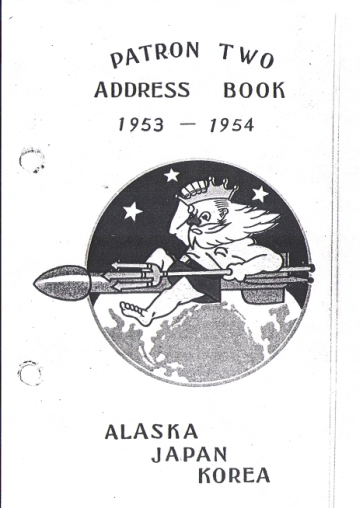 PATRON TWO
ADDRESS BOOK
1953 - 1954
ALASKA
JAPAN
KOREA